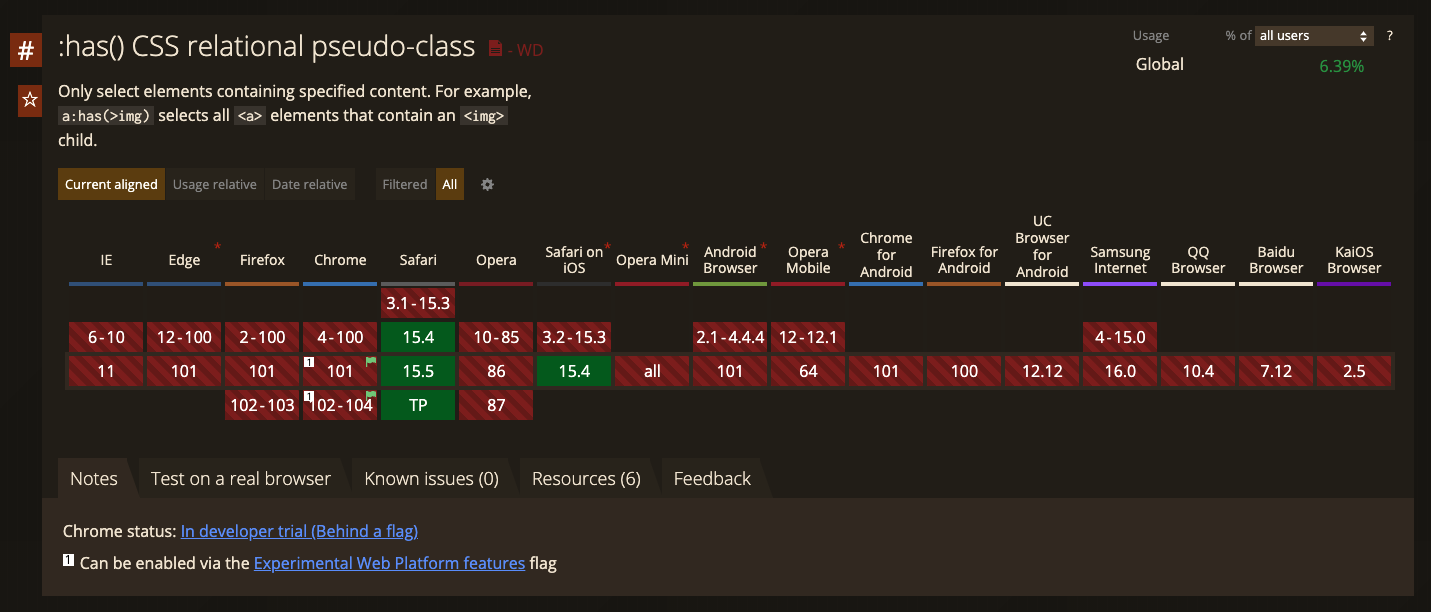 #
:has() CSS relational pseudo-class - WD
Usage % of all users ?
Global 6.39%
Only select elements containing specified content. For example,
a:has(>img) selects all <a> elements that contain an <img>
child.
Current aligned Usage relative Date relative Filtered All
IE Edge * Firefox Chrome Safari Opera Safari on iOS * Opera Mini * Android Browser * Opera Mobile * Chrome for Android Firefox for Android UC Browser for Android Samsung Internet QQ Browser Baidu Browser KaiOS Browser
3.1-15.3
6-10 12-100 2-100 4-100 15.4 10-85 3.2-15.3 2.1-4.4.4 12-12.1 4-15.0
11 101 101 1 101 15.5 86 15.4 all 101 64 101 100 12.12 16.0 10.4 7.12 2.5
102-103 1 102-104 TP 87
Notes Test on a real browser Known issues (0) Resources (6) Feedback
Chrome status: In developer trial (Behind a flag)
1 Can be enabled via the Experimental Web Platform features flag